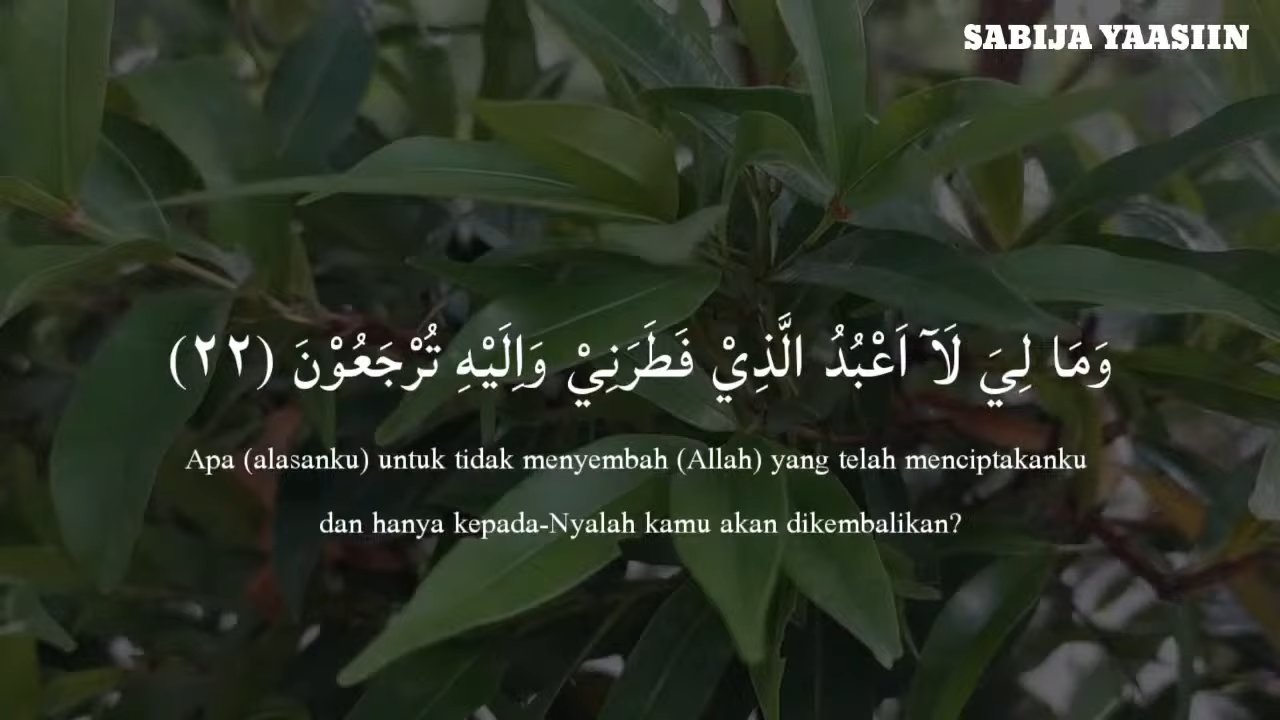 SABIJA YAASIIN
وَمَا لِيَ لَآ اَعْبُدُ الَّذِيْ فَطَرَنِيْ وَاِلَيْهِ تُرْجَعُوْنَ (٢٢)
Apa (alasanku) untuk tidak menyembah (Allah) yang telah menciptakanku
dan hanya kepada-Nyalah kamu akan dikembalikan?